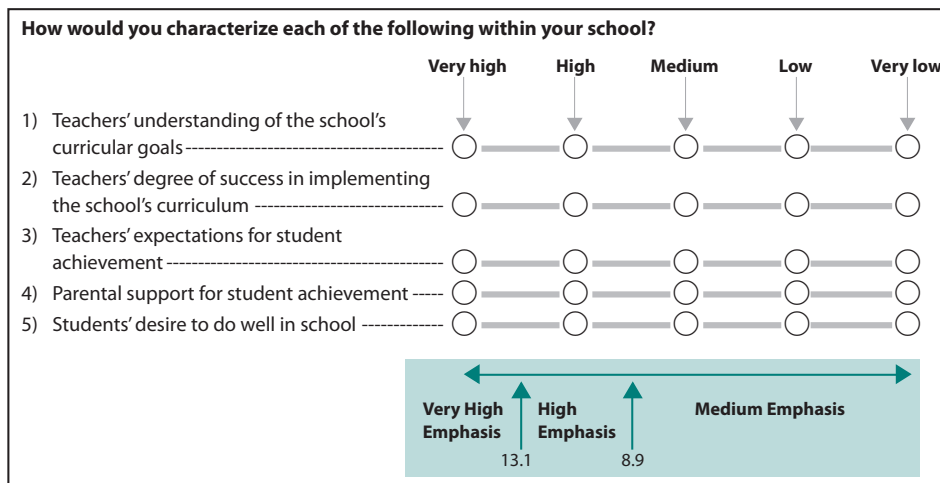 How would you characterize each of the following within your school?
Very high High Medium Low Very low
1) Teachers' understanding of the school's
curricular goals
2) Teachers' degree of success in implementing
the school's curriculum
3) Teachers' expectations for student
achievement
4) Parental support for student achievement
5) Students' desire to do well in school
Very High High Medium Emphasis
Emphasis Emphasis
13.1 8.9